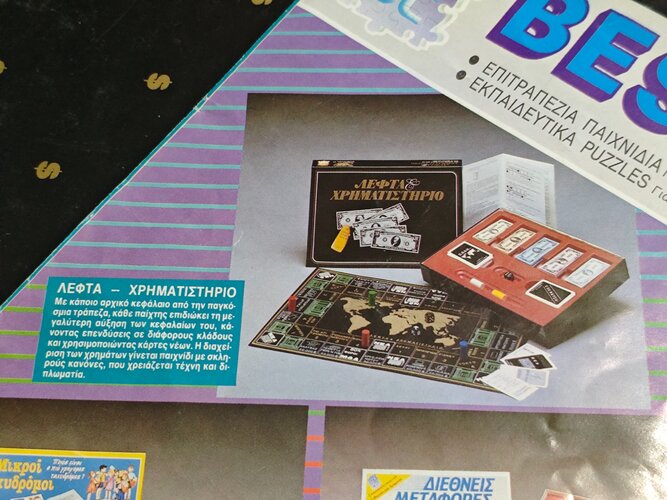 BES
• ΕΠΙΤΡΑΠΕΖΙΑ ΠΑΙΧΝΙΔΙΑ
• ΕΚΠΑΙΔΕΥΤΙΚΑ PUZZLES
ΛΕΦΤΑ &
ΧΡΗΜΑΤΙΣΤΗΡΙΟ
ΛΕΦΤΑ – ΧΡΗΜΑΤΙΣΤΗΡΙΟ
Με κάποιο αρχικό κεφάλαιο από την παγκό-
σμια τράπεζα, κάθε παίχτης επιδιώκει τη με-
γαλύτερη αύξηση των κεφαλαίων του, κά-
νοντας επενδύσεις σε διάφορους κλάδους
και χρησιμοποιώντας κάρτες νέων. Η διαχεί-
ριση των χρημάτων γίνεται παιχνίδι με σκλη-
ρούς κανόνες, που χρειάζεται τέχνη και δι-
πλωματία.
Μικροί
υδρόμοι
ΔΙΕΘΝΕΙΣ
ΜΕΤΑΦΟΡΕΣ